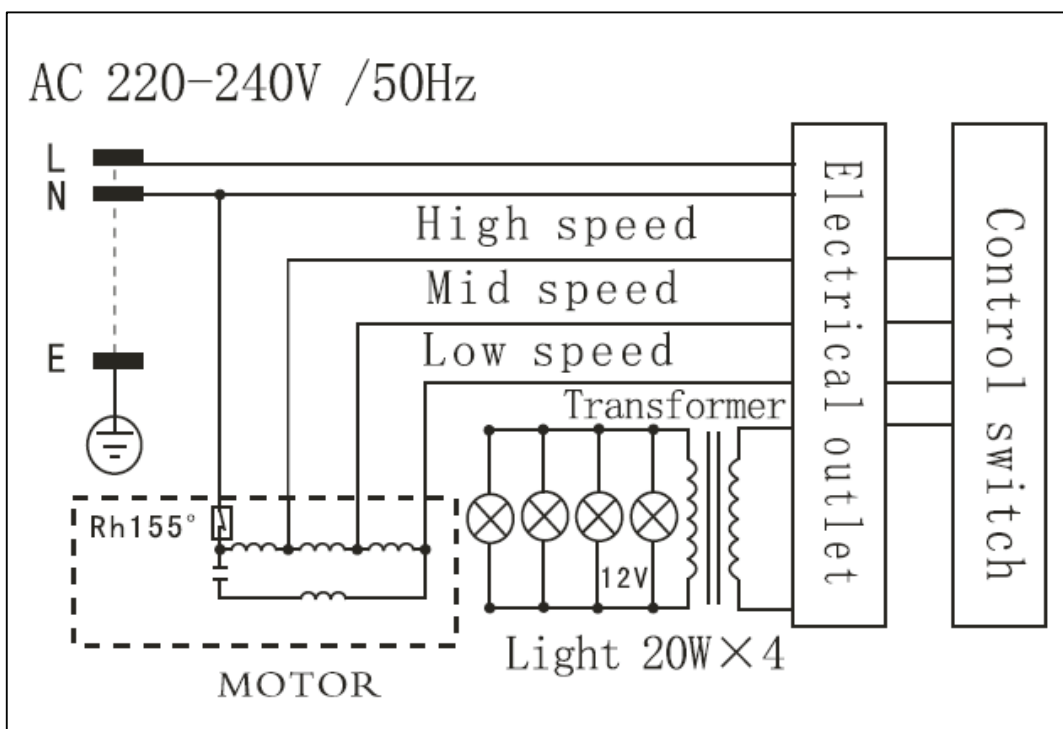 AC 220-240V /50Hz
L
N
High speed
Mid speed
E
Low speed
Transformer
Electrical outlet
Control switch
Rh155°
12V
Light 20W×4
MOTOR